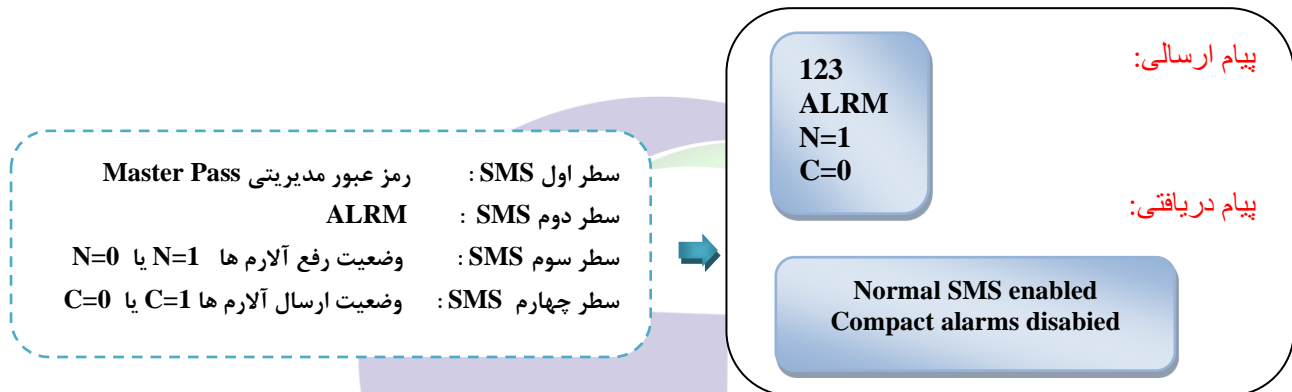 سطر اول SMS : رمز عبور مدیریتی Master Pass
سطر دوم SMS : ALRM
سطر سوم SMS : وضعیت رفع آلارم ها N=1 یا N=0
سطر چهارم SMS : وضعیت ارسال آلارم ها C=1 یا C=0
پیام ارسالی:
123
ALRM
N=1
C=0
پیام دریافتی:
Normal SMS enabled
Compact alarms disabied